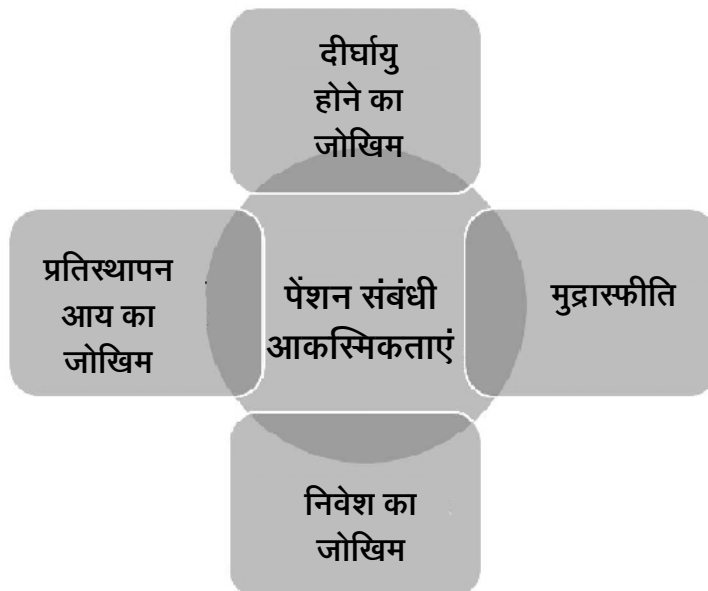 दीर्घायु
होने का
जोखिम
प्रतिस्थापन
आय का
जोखिम
पेंशन संबंधी
आकस्मिकताएं
मुद्रास्फीति
निवेश का
जोखिम